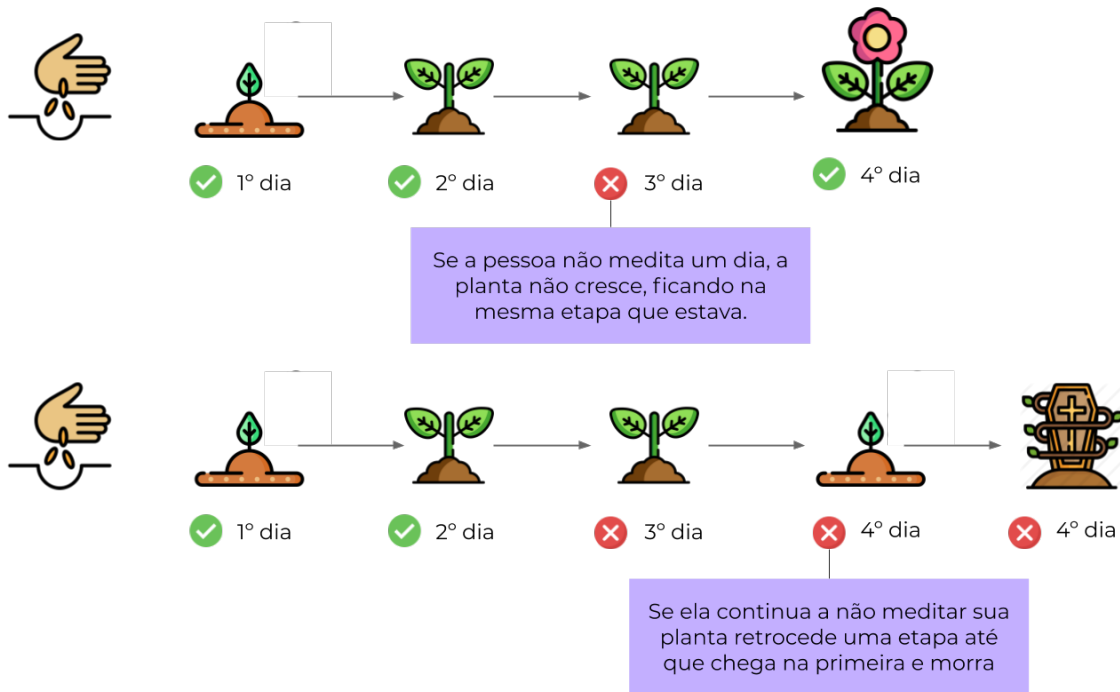 1º dia
2º dia
3º dia
4º dia
Se a pessoa não medita um dia, a
planta não cresce, ficando na
mesma etapa que estava.
1º dia
2º dia
3º dia
4º dia
4º dia
Se ela continua a não meditar sua
planta retrocede uma etapa até
que chega na primeira e morra